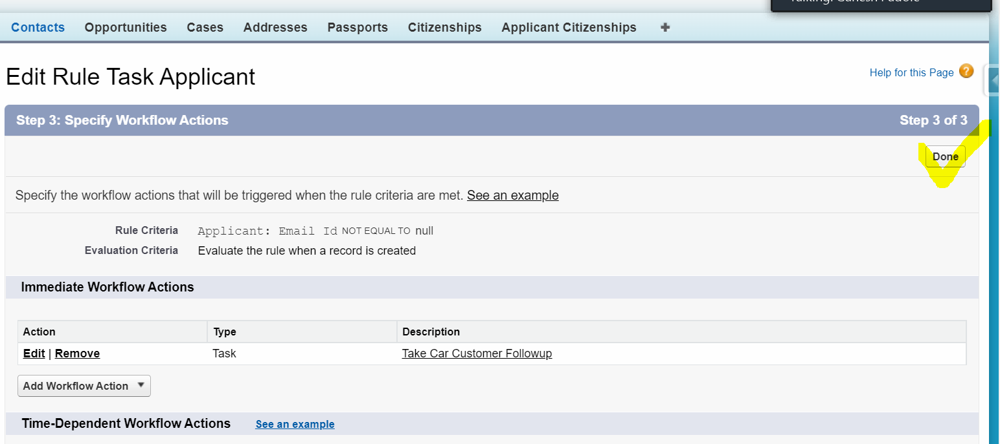 Contacts Opportunities Cases Addresses Passports Citizenships Applicant Citizenships
Edit Rule Task Applicant
Help for this Page
Step 3: Specify Workflow Actions Step 3 of 3
Done
Specify the workflow actions that will be triggered when the rule criteria are met. See an example
Rule Criteria Applicant: Email Id NOT EQUAL TO null
Evaluation Criteria Evaluate the rule when a record is created
Immediate Workflow Actions
Action Type Description
Edit | Remove Task Take Car Customer Followup
Add Workflow Action
Time-Dependent Workflow Actions See an example